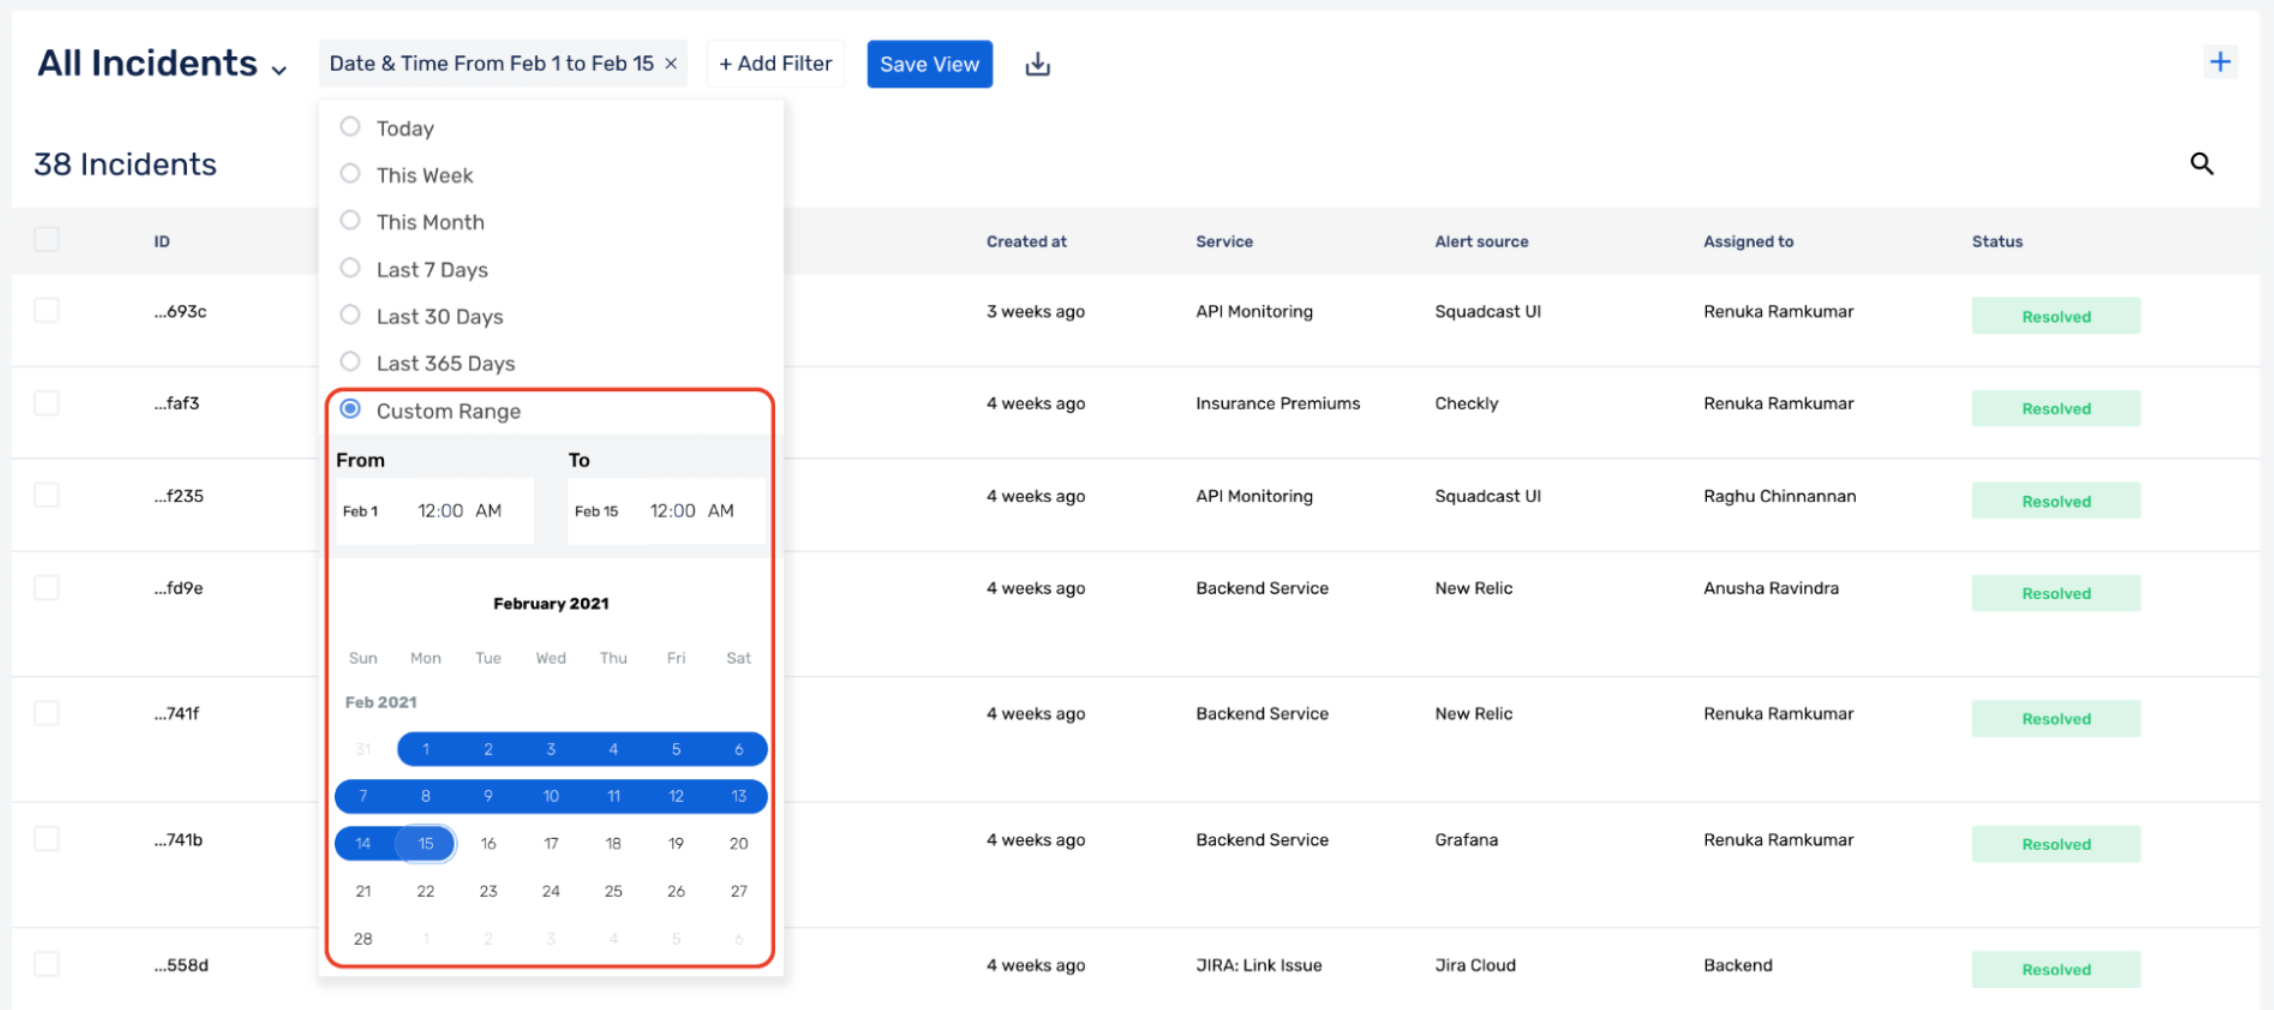 All Incidents
Date & Time From Feb 1 to Feb 15 ×
+ Add Filter
Save View
+
38 Incidents
Today
This Week
This Month
Last 7 Days
Last 30 Days
Last 365 Days
Custom Range
From To
Feb 1 12:00 AM Feb 15 12:00 AM
February 2021
Sun Mon Tue Wed Thu Fri Sat
Feb 2021
31 1 2 3 4 5 6
7 8 9 10 11 12 13
14 15 16 17 18 19 20
21 22 23 24 25 26 27
28 1 2 3 4 5 6
ID Created at Service Alert source Assigned to Status
...693c 3 weeks ago API Monitoring Squadcast UI Renuka Ramkumar Resolved
...faf3 4 weeks ago Insurance Premiums Checkly Renuka Ramkumar Resolved
...f235 4 weeks ago API Monitoring Squadcast UI Raghu Chinnannan Resolved
...fd9e 4 weeks ago Backend Service New Relic Anusha Ravindra Resolved
...741f 4 weeks ago Backend Service New Relic Renuka Ramkumar Resolved
...741b 4 weeks ago Backend Service Grafana Renuka Ramkumar Resolved
...558d 4 weeks ago JIRA: Link Issue Jira Cloud Backend Resolved